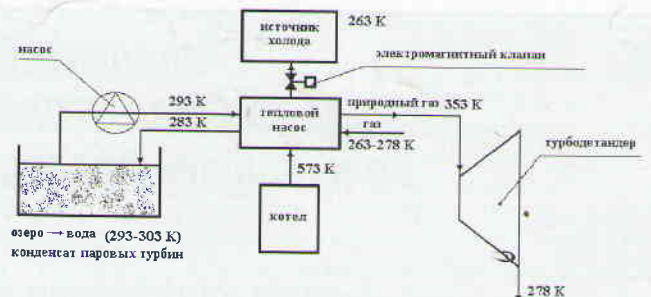 источник
холода
263 K
насос
электромагнитный клапан
293 K
283 K
тепловой
насос
природный газ 353 K
газ
263-278 K
турбодетандер
573 K
котел
озеро → вода (293-303 K)
конденсат паровых турбин
278 K